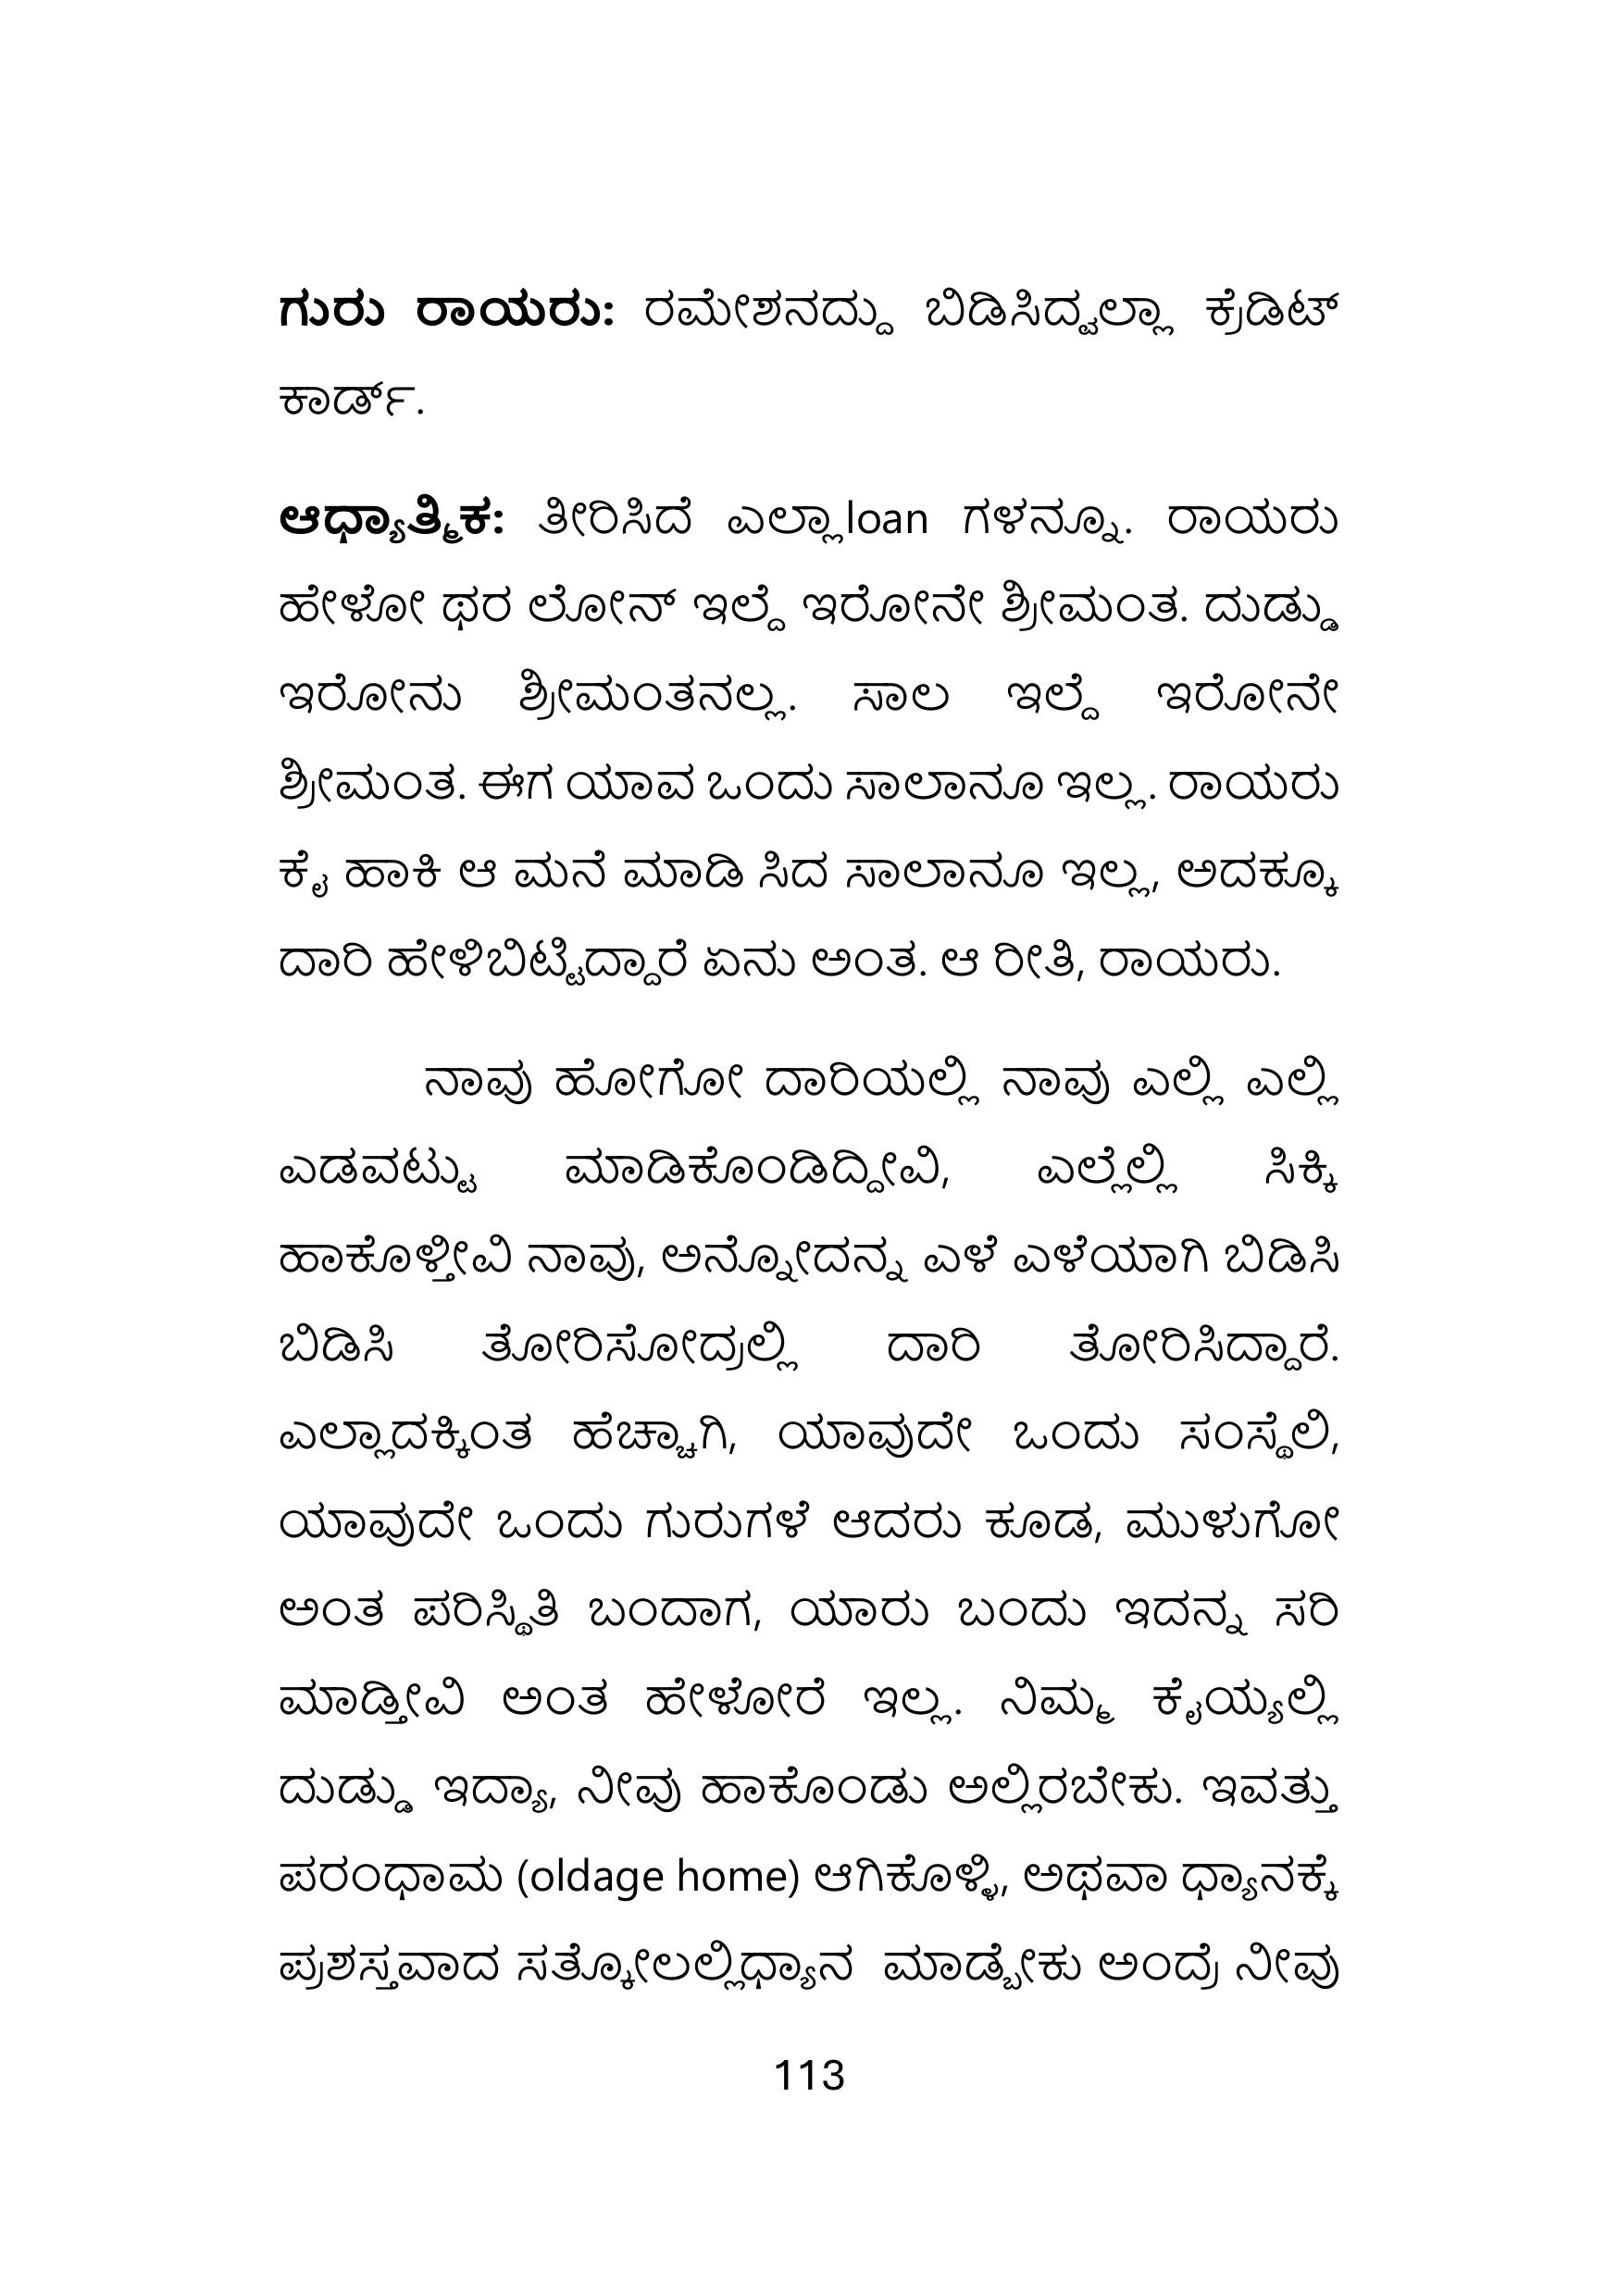 ಗುರು ರಾಯರು: ರಮೇಶನದ್ದು ಬಿಡಿಸಿದ್ವಲ್ಲಾ ಕ್ರೆಡಿಟ್
ಕಾರ್ಡ್.
ಆಧ್ಯಾತ್ಮಿಕ: ತೀರಿಸಿದೆ ಎಲ್ಲಾloan ಗಳನ್ನೂ. ರಾಯರು
ಹೇಳೋ ಥರ ಲೋನ್ ಇಲ್ದೆ ಇರೋನೇ ಶ್ರೀಮಂತ. ದುಡ್ಡು
ಇರೋನು ಶ್ರೀಮಂತನಲ್ಲ. ಸಾಲ ಇಲ್ದೆ ಇರೋನೇ
ಶ್ರೀಮಂತ. ಈಗ ಯಾವ ಒಂದು ಸಾಲಾನೂ ಇಲ್ಲ. ರಾಯರು
ಕೈ ಹಾಕಿ ಆ ಮನೆ ಮಾಡಿ ಸಿದ ಸಾಲಾನೂ ಇಲ್ಲ, ಅದಕ್ಕೂ
ದಾರಿ ಹೇಳಿಬಿಟ್ಟಿದ್ದಾರೆ ಏನು ಅಂತ. ಆ ರೀತಿ, ರಾಯರು.
ನಾವು ಹೋಗೋ ದಾರಿಯಲ್ಲಿ ನಾವು ಎಲ್ಲಿ ಎಲ್ಲಿ
ಎಡವಟ್ಟು ಮಾಡಿಕೊಂಡಿದ್ದೀವಿ, ಎಲ್ಲೆಲ್ಲಿ ಸಿಕ್ಕಿ
ಹಾಕೊಳ್ತೀವಿ ನಾವು, ಅನ್ನೋದನ್ನ ಎಳೆ ಎಳೆಯಾಗಿ ಬಿಡಿಸಿ
ಬಿಡಿಸಿ ತೋರಿಸೋದ್ರಲ್ಲಿ ದಾರಿ ತೋರಿಸಿದ್ದಾರೆ.
ಎಲ್ಲಾದಕ್ಕಿಂತ ಹೆಚ್ಚಾಗಿ, ಯಾವುದೇ ಒಂದು ಸಂಸ್ಥೆಲಿ,
ಯಾವುದೇ ಒಂದು ಗುರುಗಳೆ ಆದರು ಕೂಡ, ಮುಳುಗೋ
ಅಂತ ಪರಿಸ್ಥಿತಿ ಬಂದಾಗ, ಯಾರು ಬಂದು ಇದನ್ನ ಸರಿ
ಮಾಡ್ತೀವಿ ಅಂತ ಹೇಳೋರೆ ಇಲ್ಲ. ನಿಮ್ಮ ಕೈಯ್ಯಲ್ಲಿ
ದುಡ್ಡು ಇದ್ಯಾ, ನೀವು ಹಾಕೊಂಡು ಅಲ್ಲಿರಬೇಕು. ಇವತ್ತು
ಪರಂಧಾಮ (oldage home) ಆಗಿಕೊಳ್ಳಿ, ಅಥವಾ ಧ್ಯಾನಕ್ಕೆ
ಪ್ರಶಸ್ತವಾದ ಸತ್ಕೋಲಲ್ಲಿಧ್ಯಾನ ಮಾಡ್ಬೇಕು ಅಂದ್ರೆ ನೀವು
113